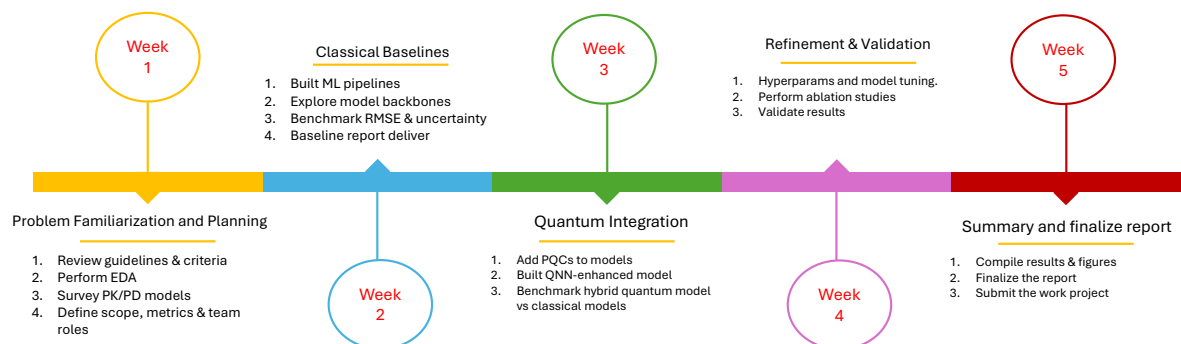 Week
1
Problem Familiarization and Planning
1. Review guidelines & criteria
2. Perform EDA
3. Survey PK/PD models
4. Define scope, metrics & team
roles
Classical Baselines
1. Built ML pipelines
2. Explore model backbones
3. Benchmark RMSE & uncertainty
4. Baseline report deliver
Week
2
Week
3
Quantum Integration
1. Add PQCs to models
2. Built QNN-enhanced model
3. Benchmark hybrid quantum model
vs classical models
Refinement & Validation
1. Hyperparams and model tuning.
2. Perform ablation studies
3. Validate results
Week
4
Week
5
Summary and finalize report
1. Compile results & figures
2. Finalize the report
3. Submit the work project